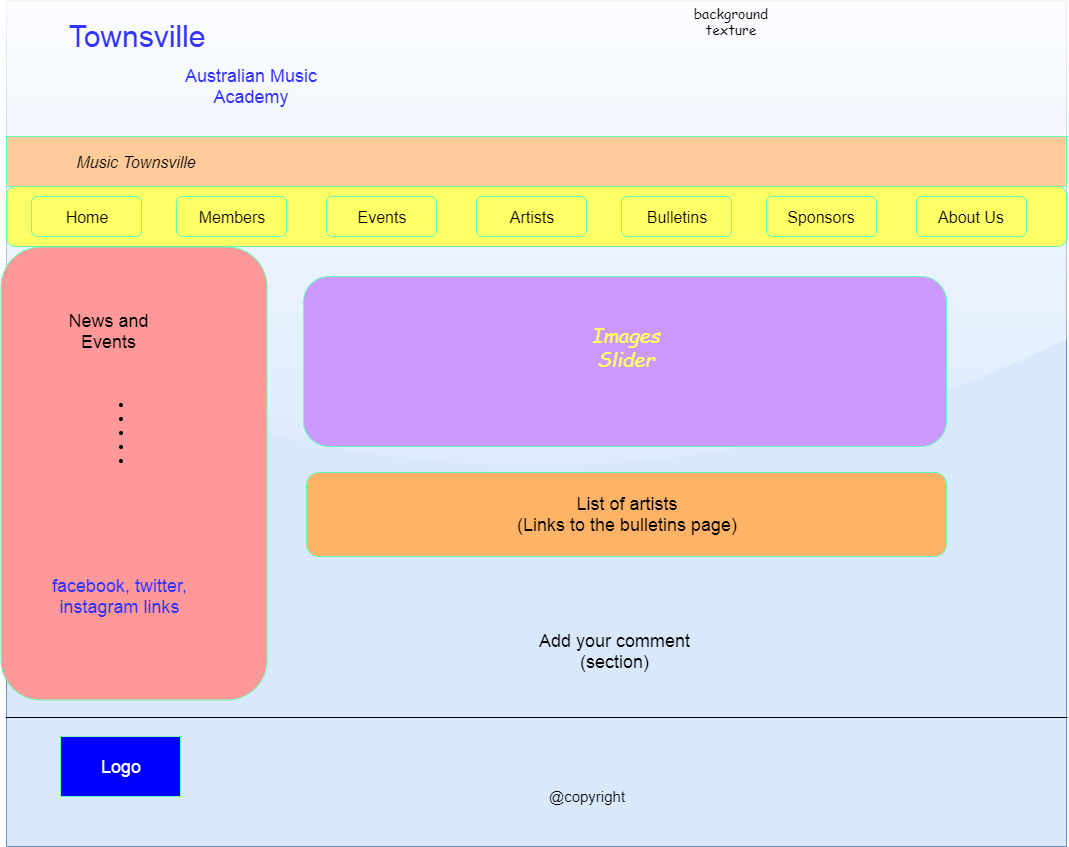 Townsville
background
texture
Australian Music
Academy
Music Townsville
Home
Members
Events
Artists
Bulletins
Sponsors
About Us
News and
Events
Images
Slider
List of artists
(Links to the bulletins page)
facebook, twitter,
instagram links
Add your comment
(section)
Logo
@copyright